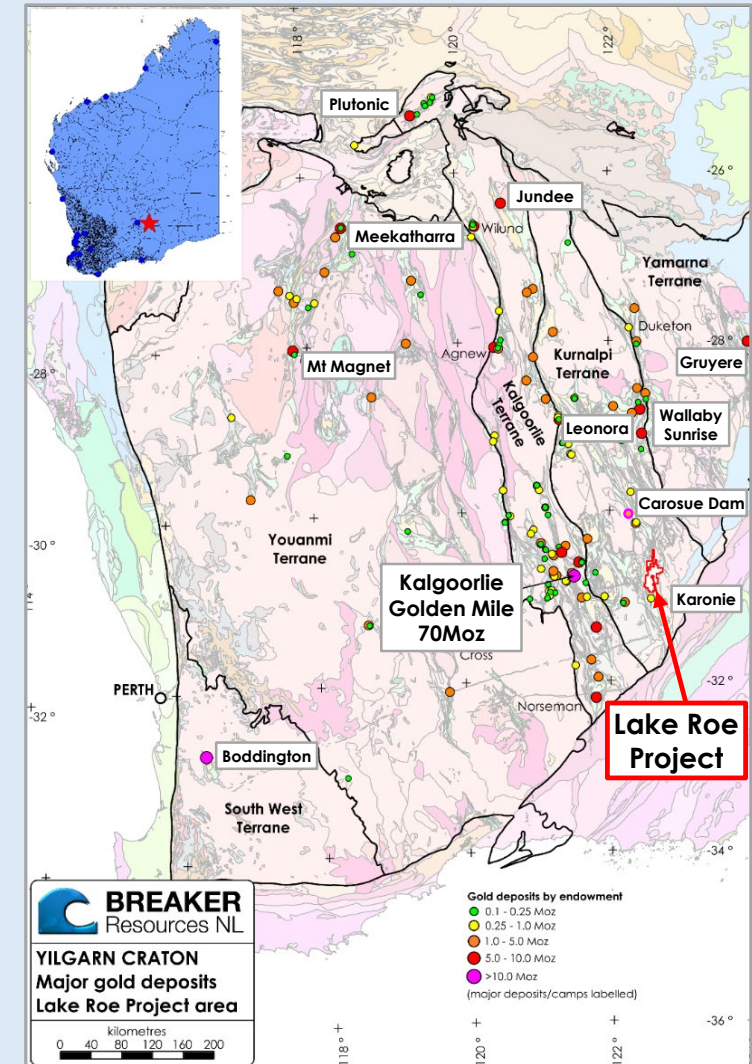 118 °
120 °
122 °
Plutonic
-26 °
Jundee
Meekatharra
Wiluna
Yamarna
Terrane
Duketon
-28 °
Agnew
Kurnalpi
Terrane
Gruyere
Mt Magnet
Kalgoorlie
Terrane
Leonora
Wallaby
Sunrise
Carosue Dam
-30 °
Youanmi
Terrane
Kalgoorlie
Golden Mile
70Moz
Karonie
Cross
PERTH
-32 °
Norseman
Lake Roe
Project
Boddington
South West
Terrane
-34 °
BREAKER
Resources NL
YILGARN CRATON
Major gold deposits
Lake Roe Project area
kilometres
0 40 80 120 160 200
Gold deposits by endowment
0.1 - 0.25 Moz
0.25 - 1.0 Moz
1.0 - 5.0 Moz
5.0 - 10.0 Moz
>10.0 Moz
(major deposits/camps labelled)
-36 °
118 °
120 °
122 °